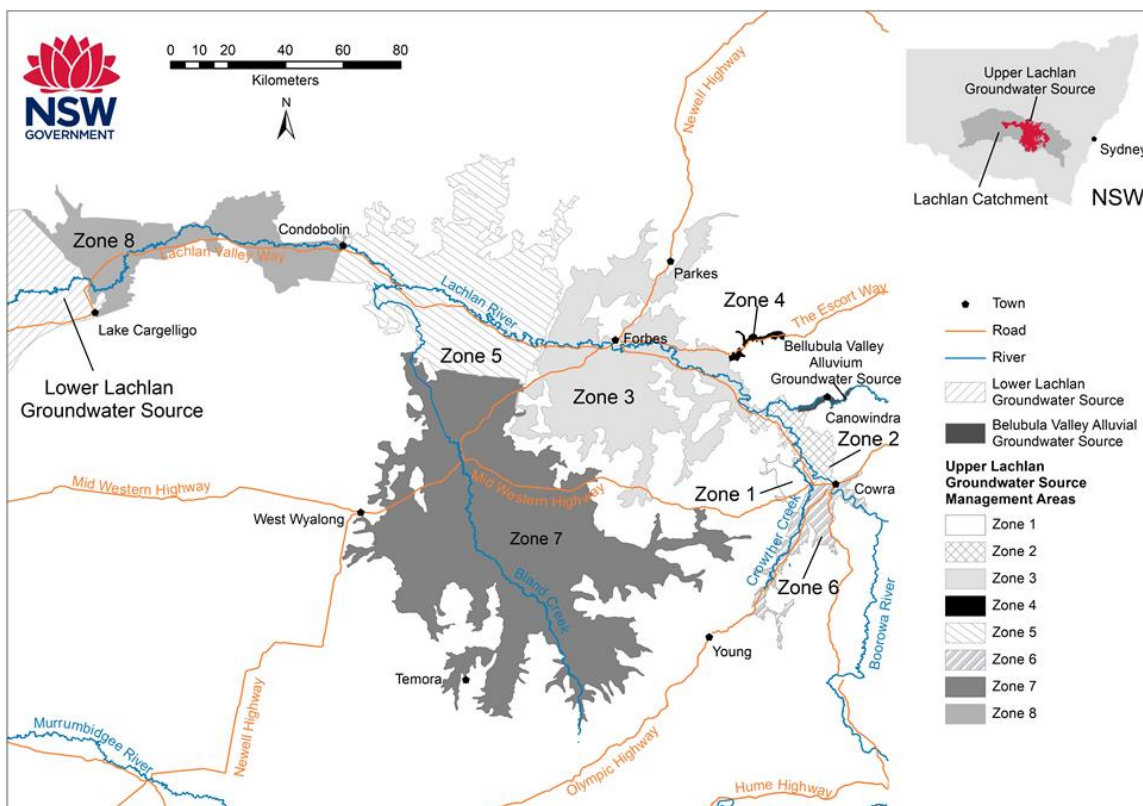 NSW
GOVERNMENT
0 10 20 40 60 80
Kilometers
N
Newell Highway
Upper Lachlan
Groundwater Source
Sydney
Lachlan Catchment
NSW
Zone 8
Condobolin
Lachlan Valley Way
Parkes
Lachlan River
Zone 4
The Escort Way
Lake Cargelligo
Forbes
Bellubula Valley
Alluvium
Groundwater Source
Zone 5
Lower Lachlan
Groundwater Source
Zone 3
Canowindra
Zone 2
Mid Western Highway
Mid Western Highway
Zone 1
Cowra
West Wyalong
Zone 7
Crowther Creek
Zone 6
Bland Creek
Boorowa River
Young
Temora
Newell Highway
Murrumbidgee River
Olympic Highway
Hume Highway
Town
Road
River
Lower Lachlan
Groundwater Source
Belubula Valley Alluvial
Groundwater Source
Upper Lachlan
Groundwater Source
Management Areas
Zone 1
Zone 2
Zone 3
Zone 4
Zone 5
Zone 6
Zone 7
Zone 8